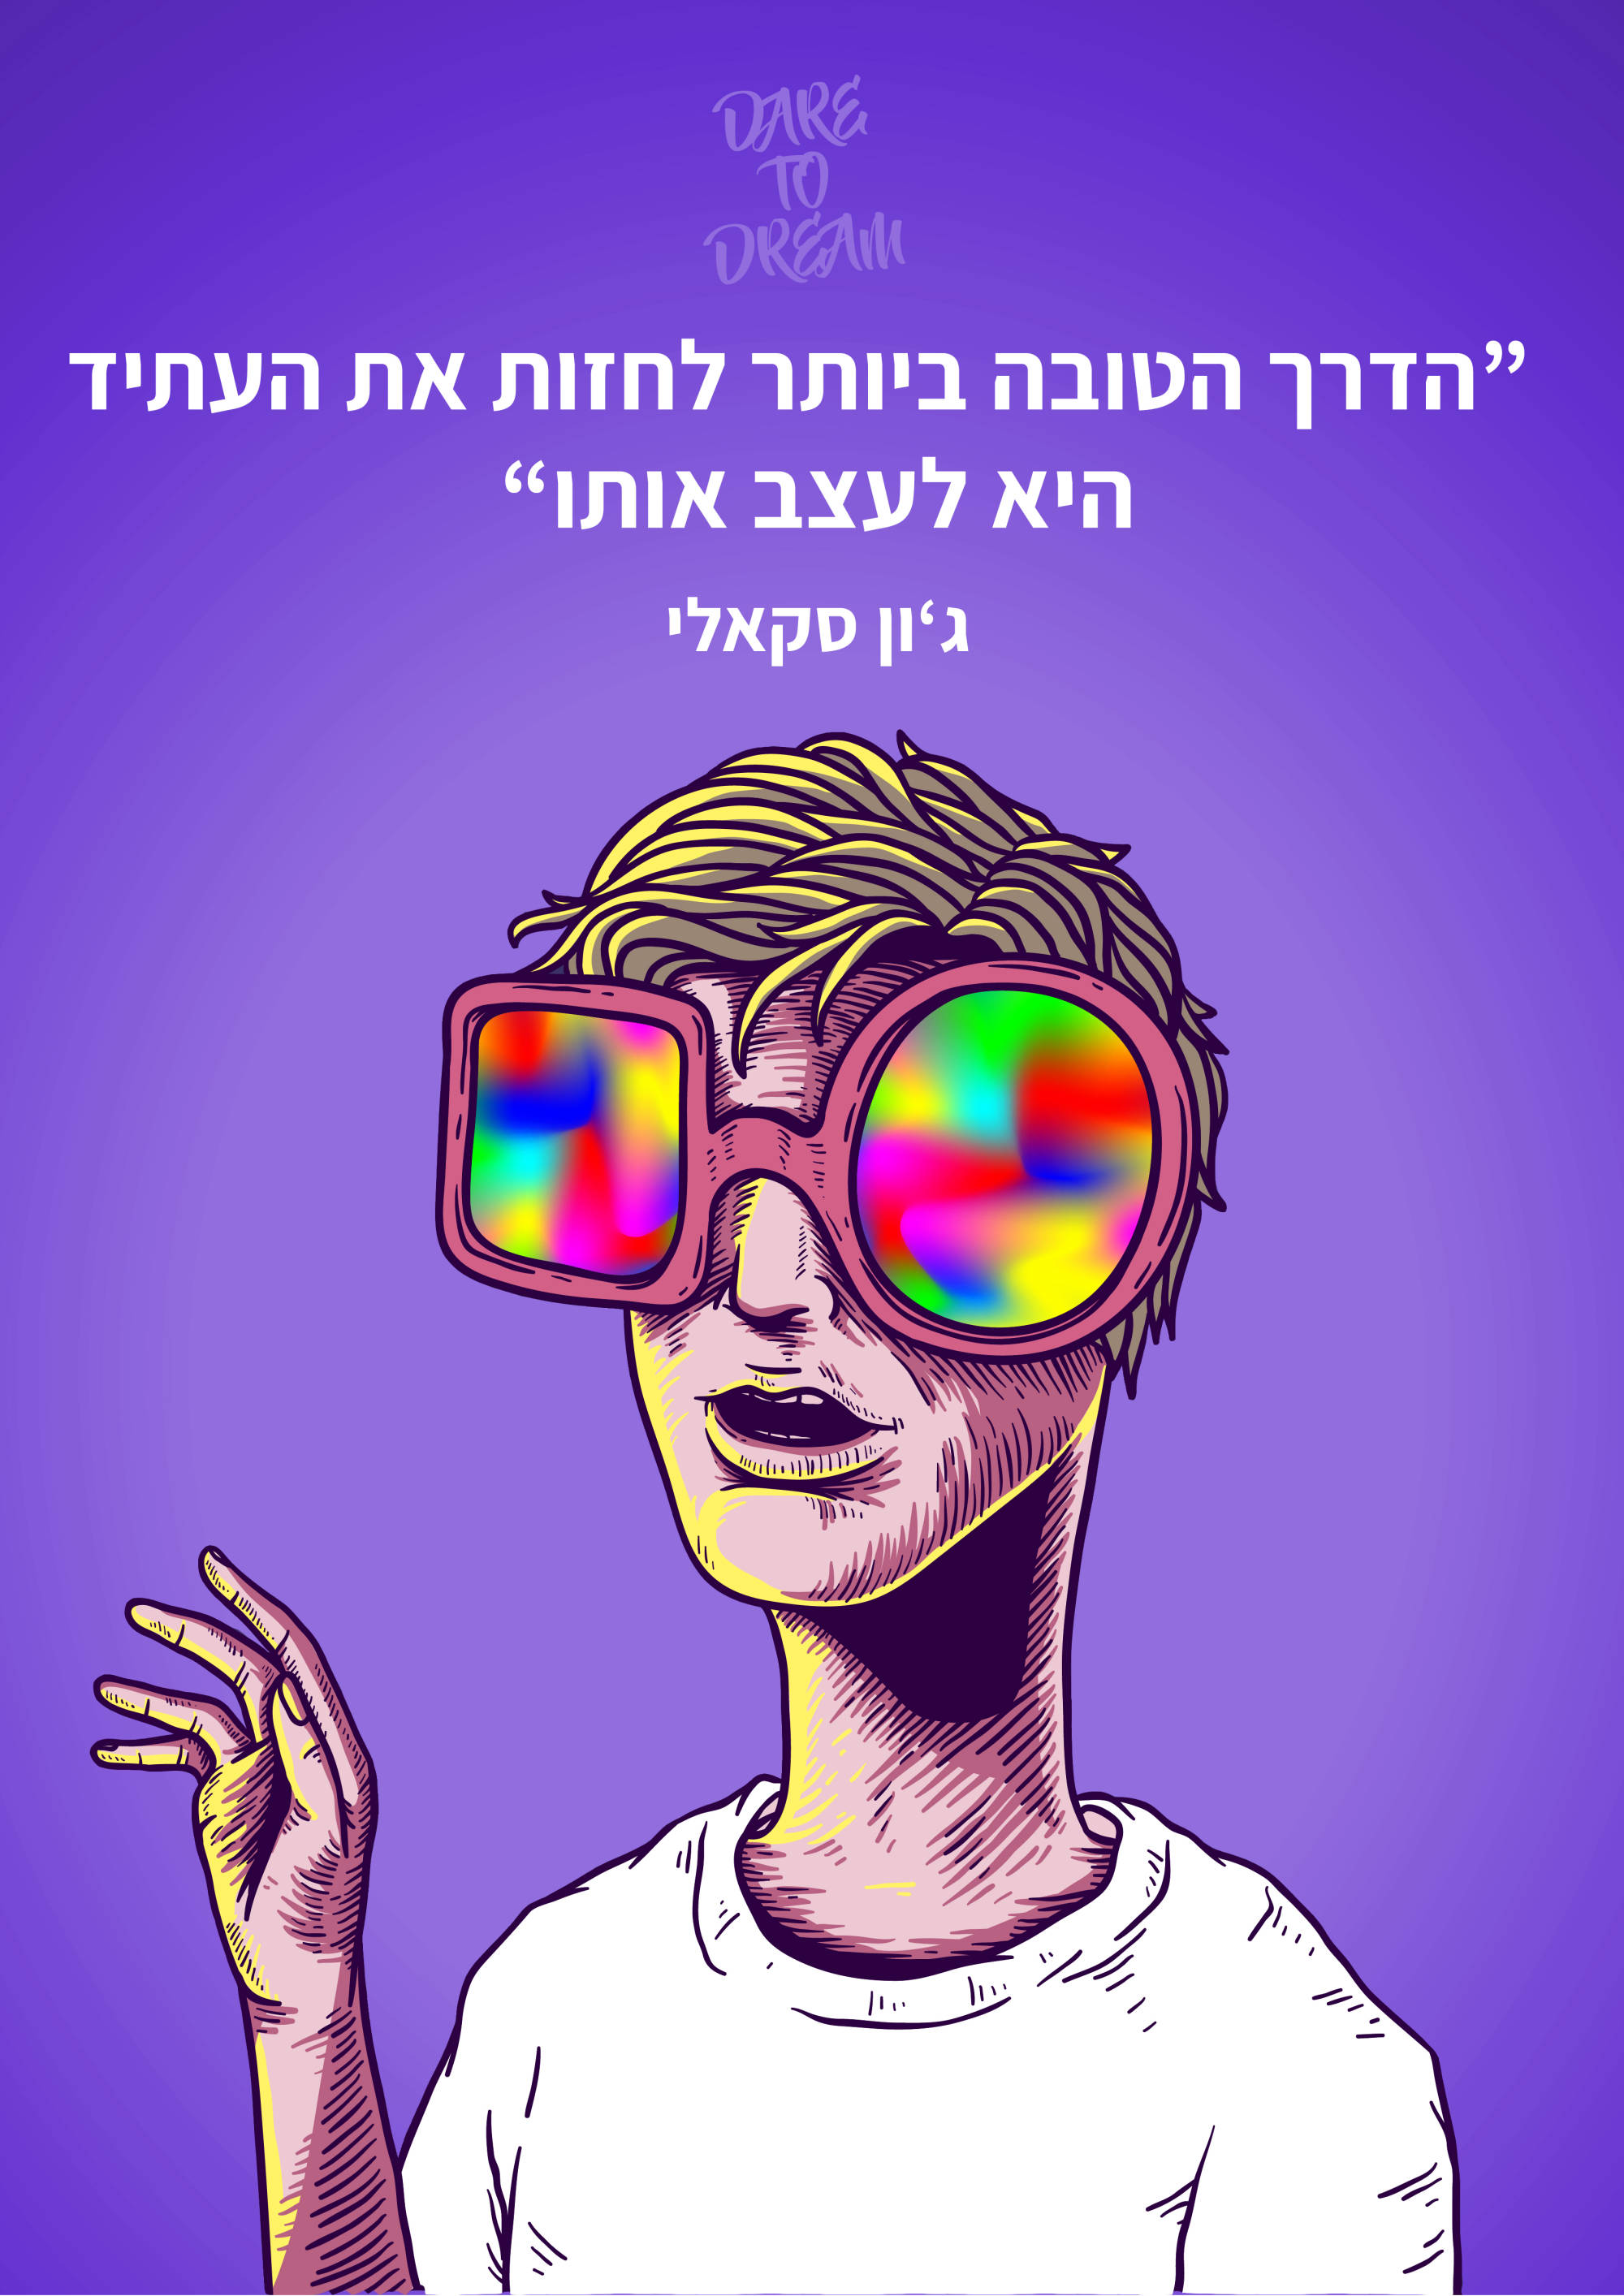 DARE
TO
DREAM
”הדרך הטובה ביותר לחזות את העתיד
היא לעצב אותו“
ג‘ון סקאלי